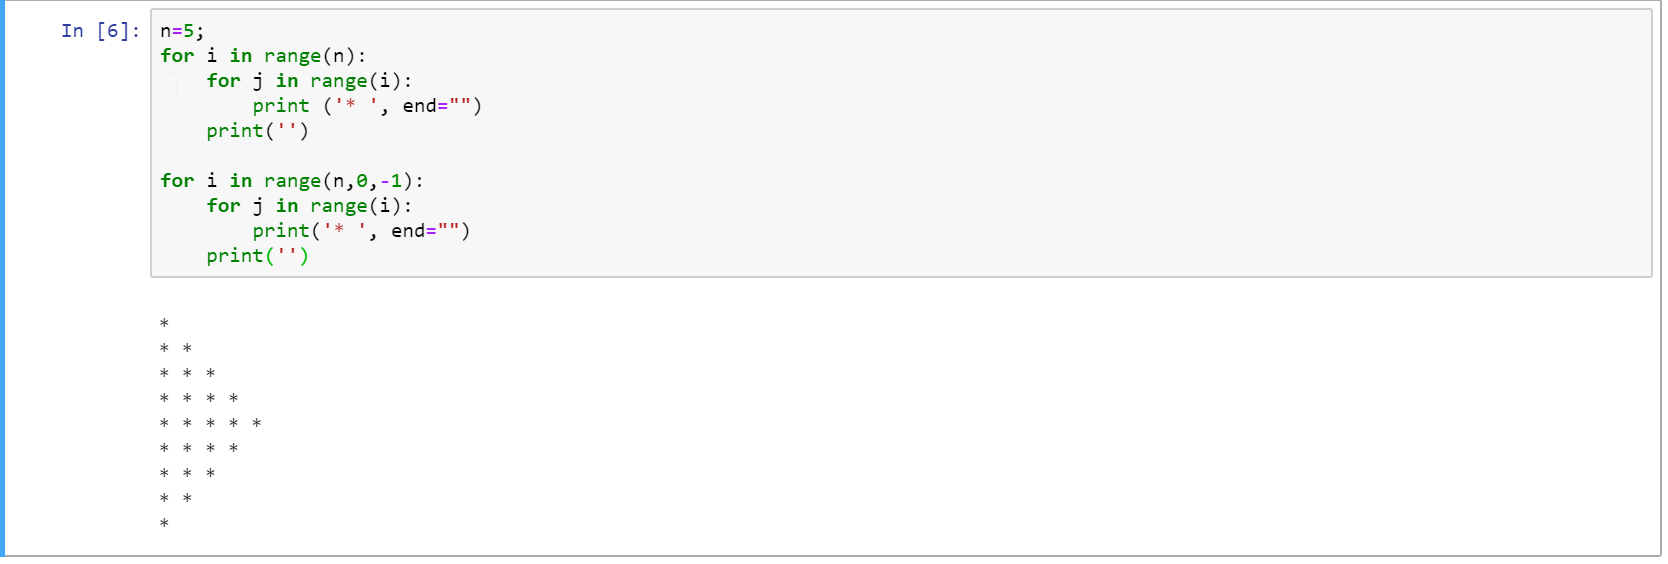 In [6]: n=5;
for i in range(n):
    for j in range(i):
        print ('* ', end="")
    print('')

for i in range(n,0,-1):
    for j in range(i):
        print('* ', end="")
    print('')

*
* *
* * *
* * * *
* * * * *
* * * *
* * *
* *
*